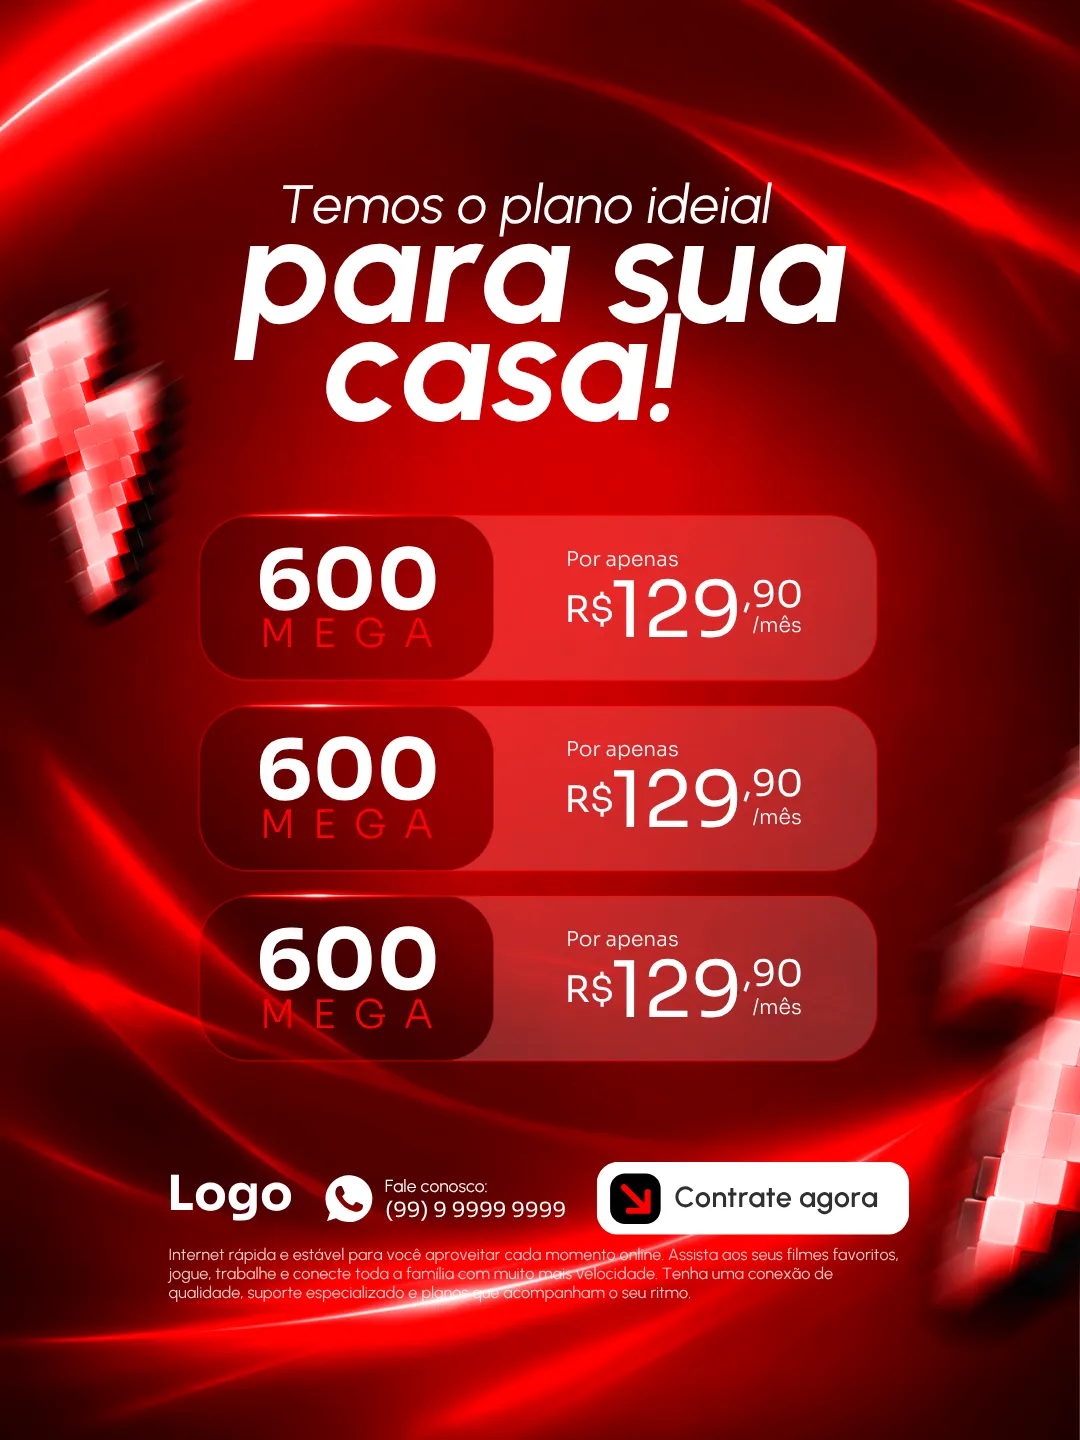 Temos o plano ideial
para sua
casa!
600
MEGA
Por apenas
R$129,90
/mês
600
MEGA
Por apenas
R$129,90
/mês
600
MEGA
Por apenas
R$129,90
/mês
Logo
Fale conosco:
(99) 9 9999 9999
Contrate agora
Internet rápida e estável para você aproveitar cada momento online. Assista aos seus filmes favoritos,
jogue, trabalhe e conecte toda a família com muito mais velocidade. Tenha uma conexão de
qualidade, suporte especializado e planos que acompanham o seu ritmo.